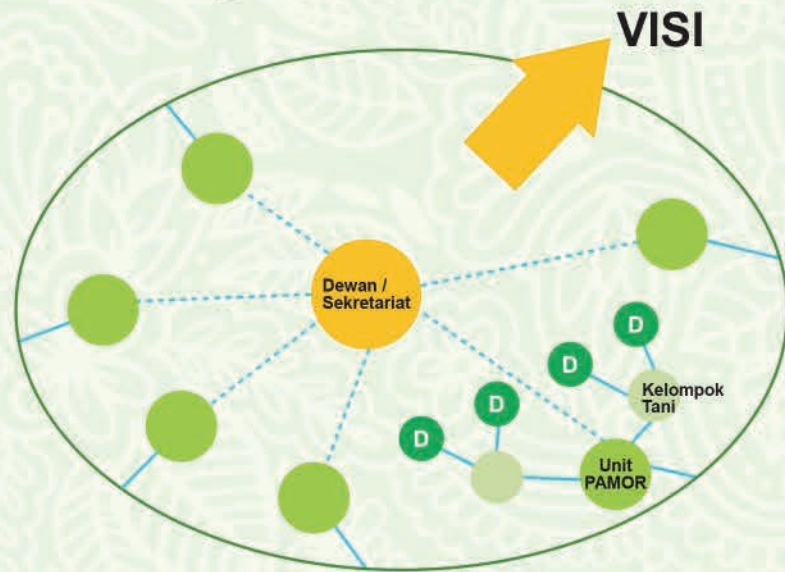 VISI
Dewan /
Sekretariat
D
D
Kelompok
Tani
D
D
Unit
PAMOR